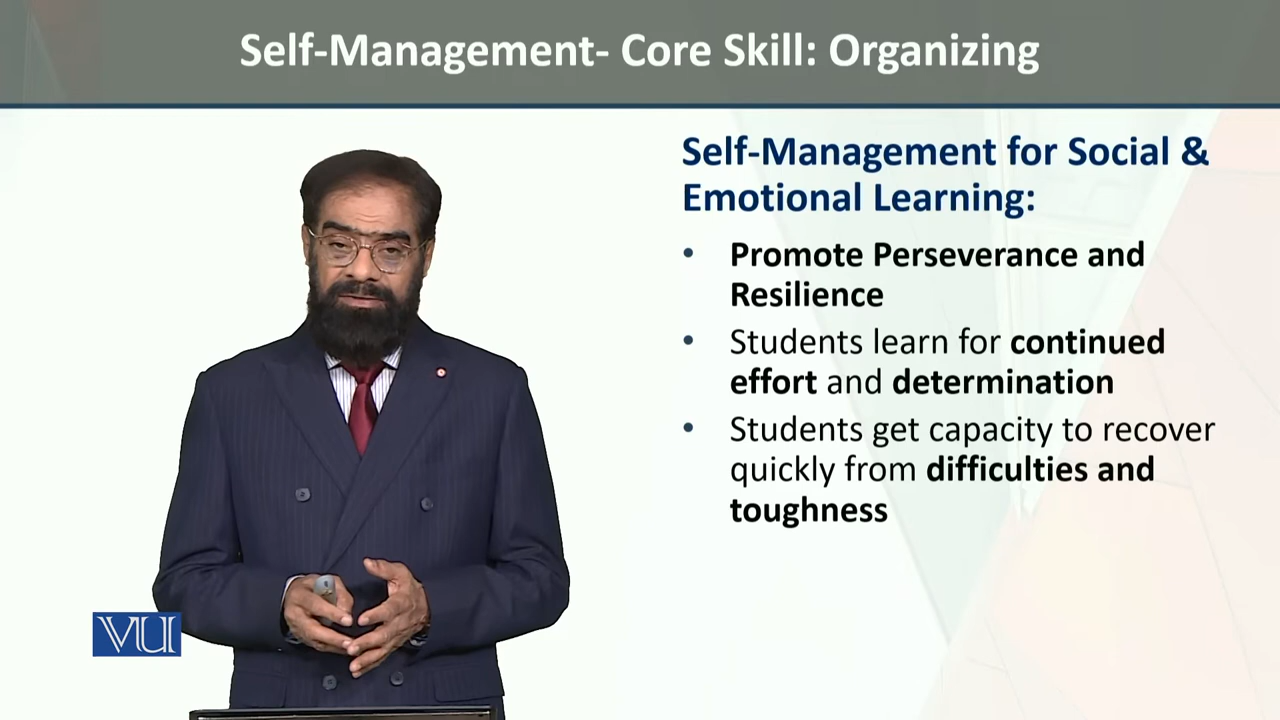 Self-Management- Core Skill: Organizing
Self-Management for Social &
Emotional Learning:
• Promote Perseverance and
Resilience
• Students learn for continued
effort and determination
• Students get capacity to recover
quickly from difficulties and
toughness
VU